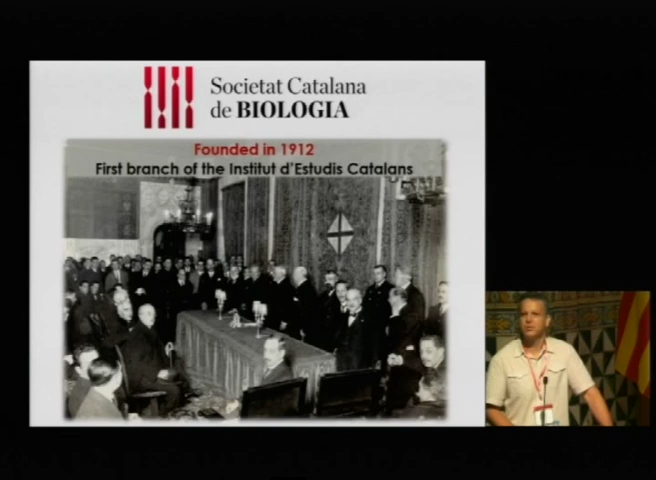 Societat Catalana
de BIOLOGIA
Founded in 1912
First branch of the Institut d'Estudis Catalans